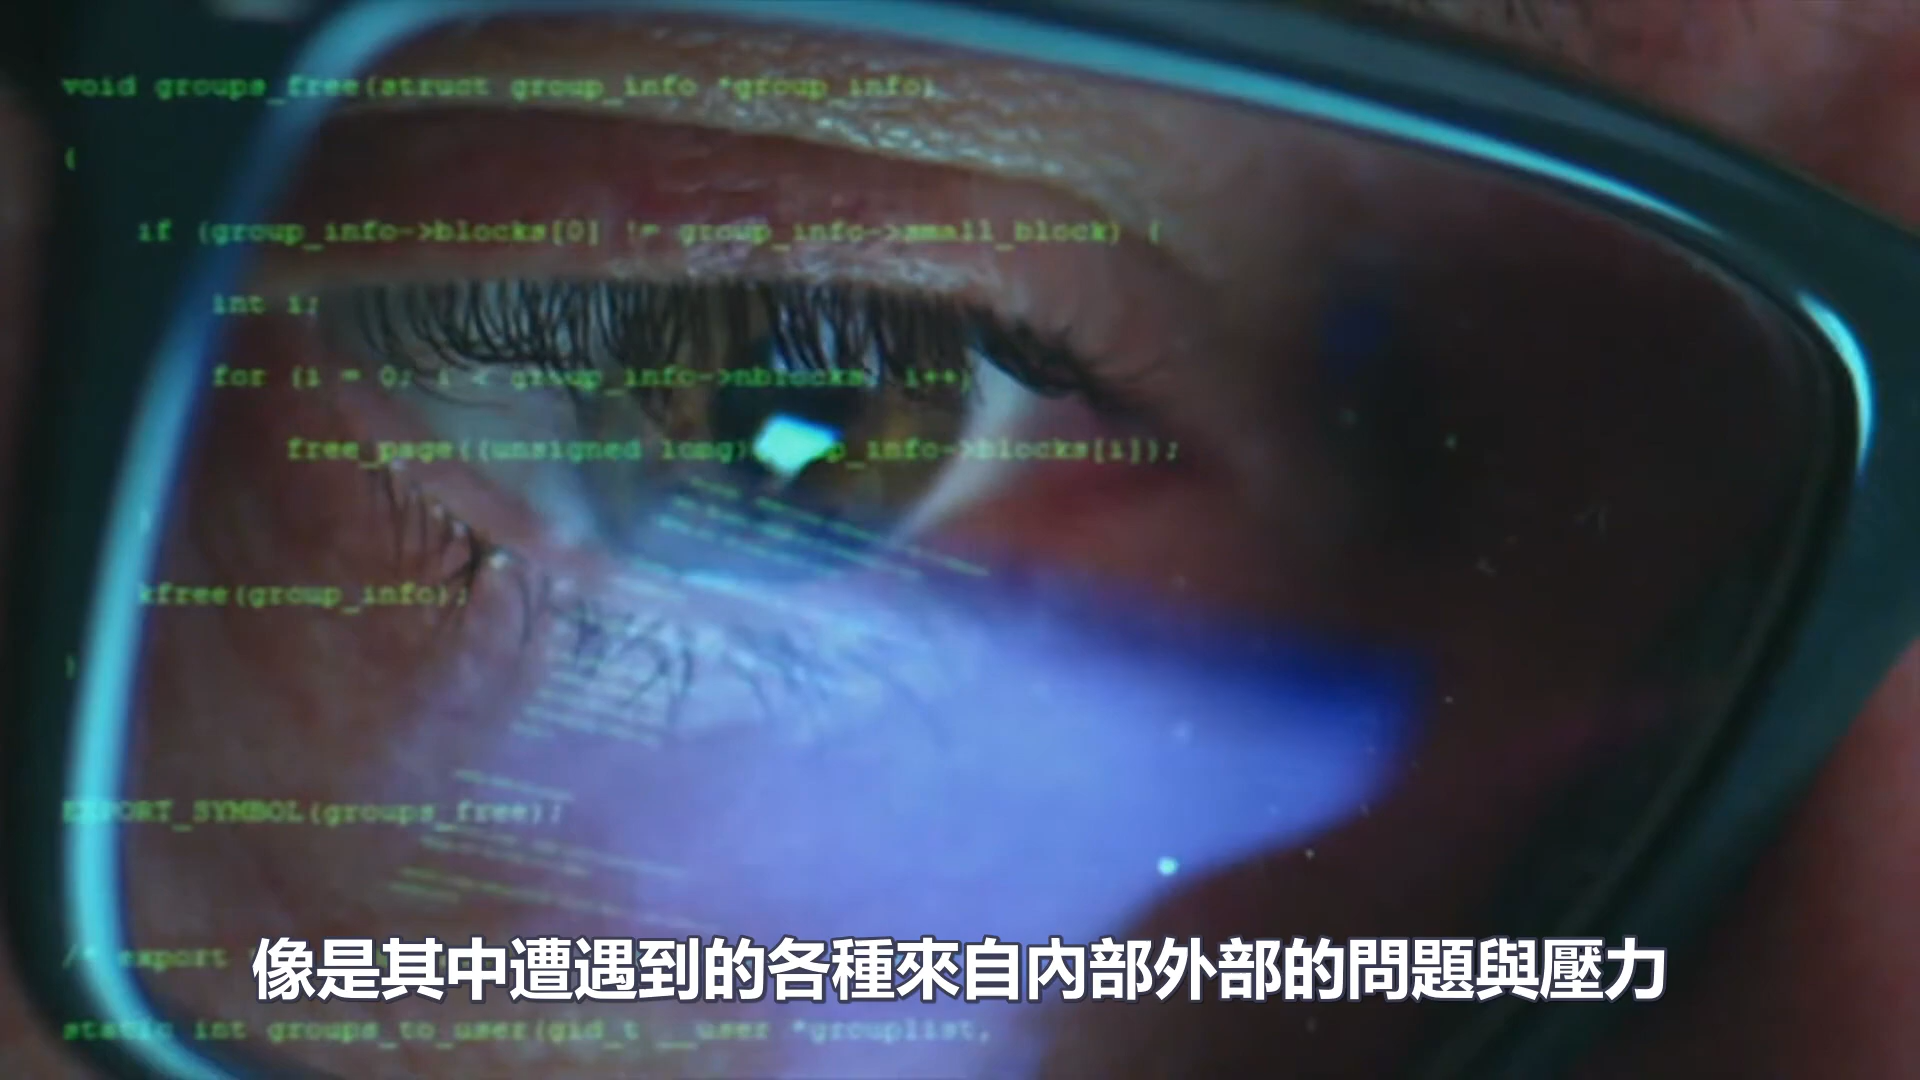 void groups_free(struct group_info *group_info)
{
if (group_info->blocks[0] != group_info->small_block) {
int i;
for (i = 0; i < group_info->nblocks; i++)
free_page((unsigned long)group_info->blocks[i]);
kfree(group_info);
}
EXPORT_SYMBOL(groups_free);
/* export
像是其中遭遇到的各種來自內部外部的問題與壓力
static int groups_to_user(gid_t __user *grouplist,